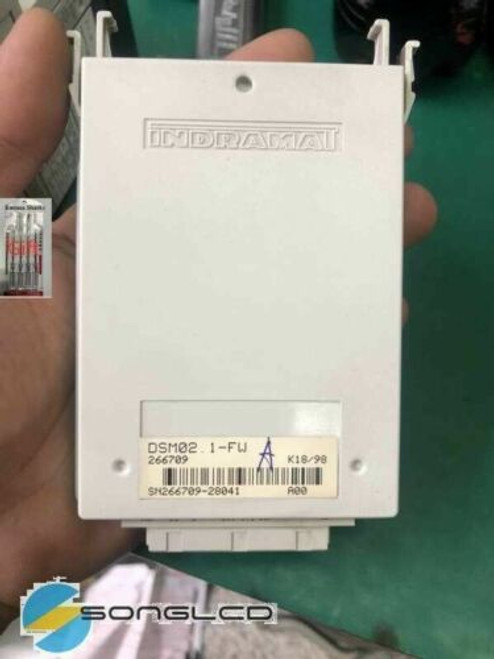 INDRAMAT
DSM02.1-FW A
266709 K18/98
SN266709-28041 A00
SONGLCD